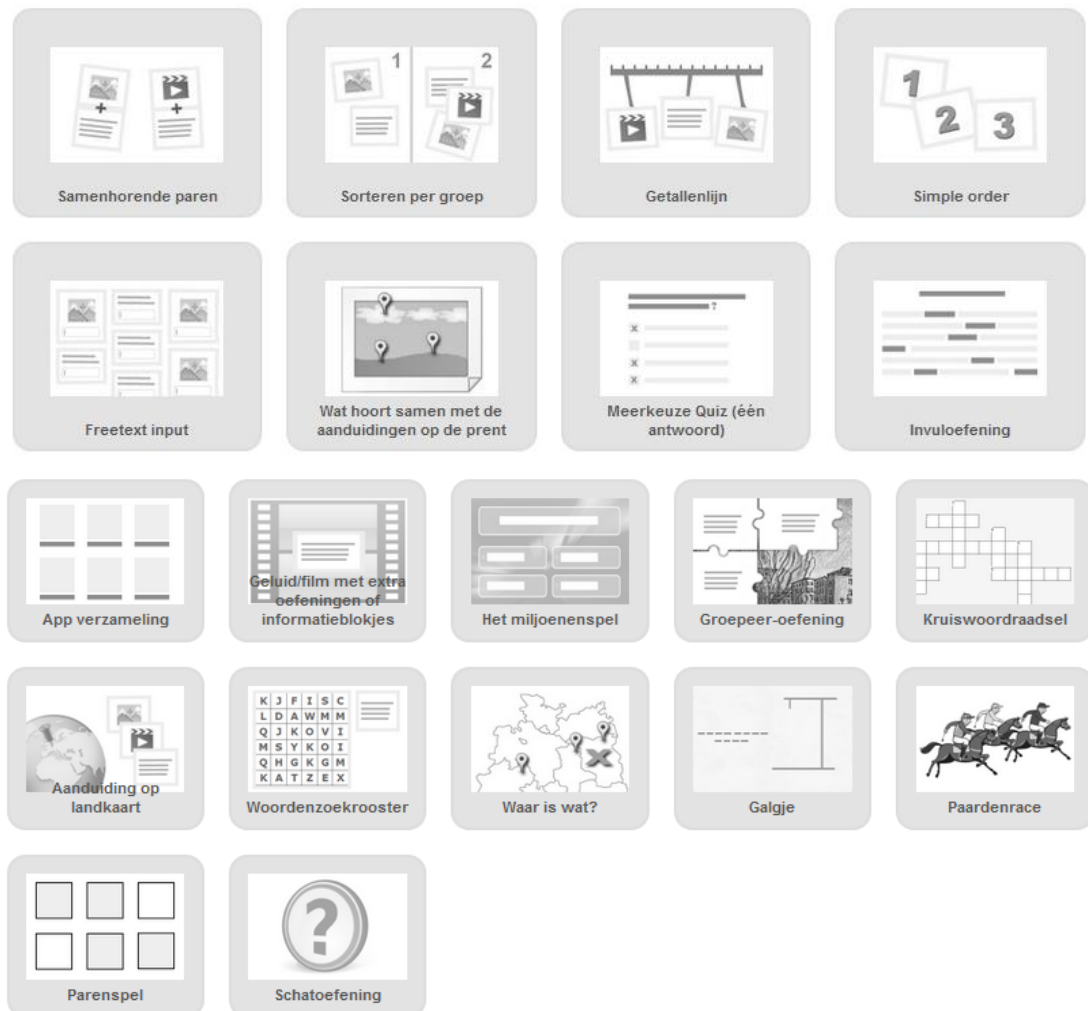 1
2
1
2
3
Samenhorende paren
Sorteren per groep
Getallenlijn
Simple order
?
x
x
x
Freetext input
Wat hoort samen met de
aanduidingen op de prent
Meerkeuze Quiz (één
antwoord)
Invuloefening
App verzameling
Geluid/film met extra
oefeningen of
informatieblokjes
Het miljoenenspel
Groepeer-oefening
Kruiswoordraadsel
K J F I S C
L D A W M M
Q J K O V I
M S Y K O I
Q H G K G M
K A T Z E X
X
Aanduiding op
landkaart
Woordenzoekrooster
Waar is wat?
Galgje
Paardenrace
?
Parenspel
Schatoefening